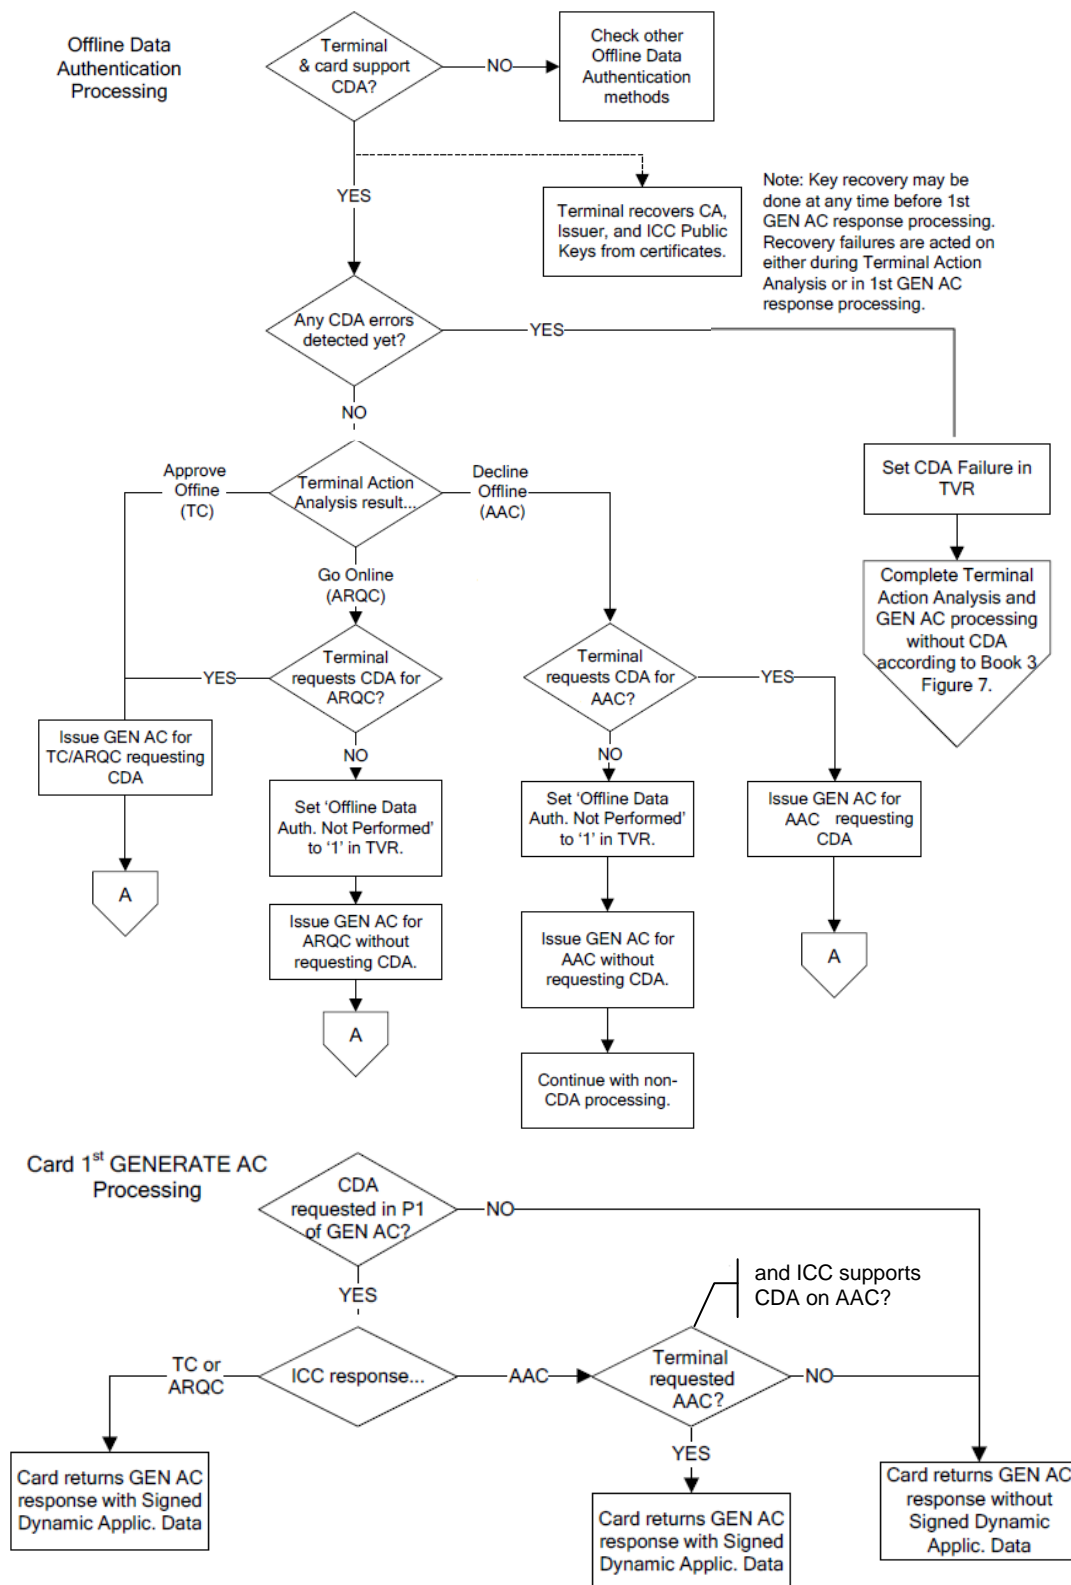 Offline Data
Authentication
Processing
Terminal
& card support
CDA?
NO
Check other
Offline Data
Authentication
methods
YES
Terminal recovers CA,
Issuer, and ICC Public
Keys from certificates.
Note: Key recovery may be
done at any time before 1st
GEN AC response processing.
Recovery failures are acted on
either during Terminal Action
Analysis or in 1st GEN AC
response processing.
Any CDA errors
detected yet?
YES
NO
Set CDA Failure in
TVR
Complete Terminal
Action Analysis and
GEN AC processing
without CDA
according to Book 3
Figure 7.
Terminal Action
Analysis result...
Approve
Offine
(TC)
Decline
Offline
(AAC)
Go Online
(ARQC)
Terminal
requests CDA for
ARQC?
YES
NO
Issue GEN AC for
TC/ARQC requesting
CDA
A
Set ‘Offline Data
Auth. Not Performed’
to ‘1’ in TVR.
Issue GEN AC for
ARQC without
requesting CDA.
A
Terminal
requests CDA for
AAC?
YES
NO
Set ‘Offline Data
Auth. Not Performed’
to ‘1’ in TVR.
Issue GEN AC for
AAC without
requesting CDA.
Continue with non-
CDA processing.
Issue GEN AC for
AAC requesting
CDA
A
Card 1st GENERATE AC
Processing
CDA
requested in P1
of GEN AC?
NO
YES
and ICC supports
CDA on AAC?
ICC response...
TC or
ARQC
AAC
Terminal
requested
AAC?
NO
YES
Card returns GEN AC
response with Signed
Dynamic Applic. Data
Card returns GEN AC
response with Signed
Dynamic Applic. Data
Card returns GEN AC
response without
Signed Dynamic
Applic. Data